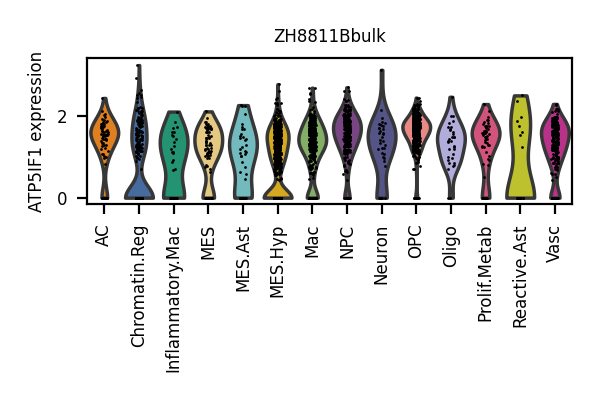 ZH8811Bbulk
ATP5IF1 expression
2
0
AC
Chromatin.Reg
Inflammatory.Mac
MES
MES.Ast
MES.Hyp
Mac
NPC
Neuron
OPC
Oligo
Prolif.Metab
Reactive.Ast
Vasc